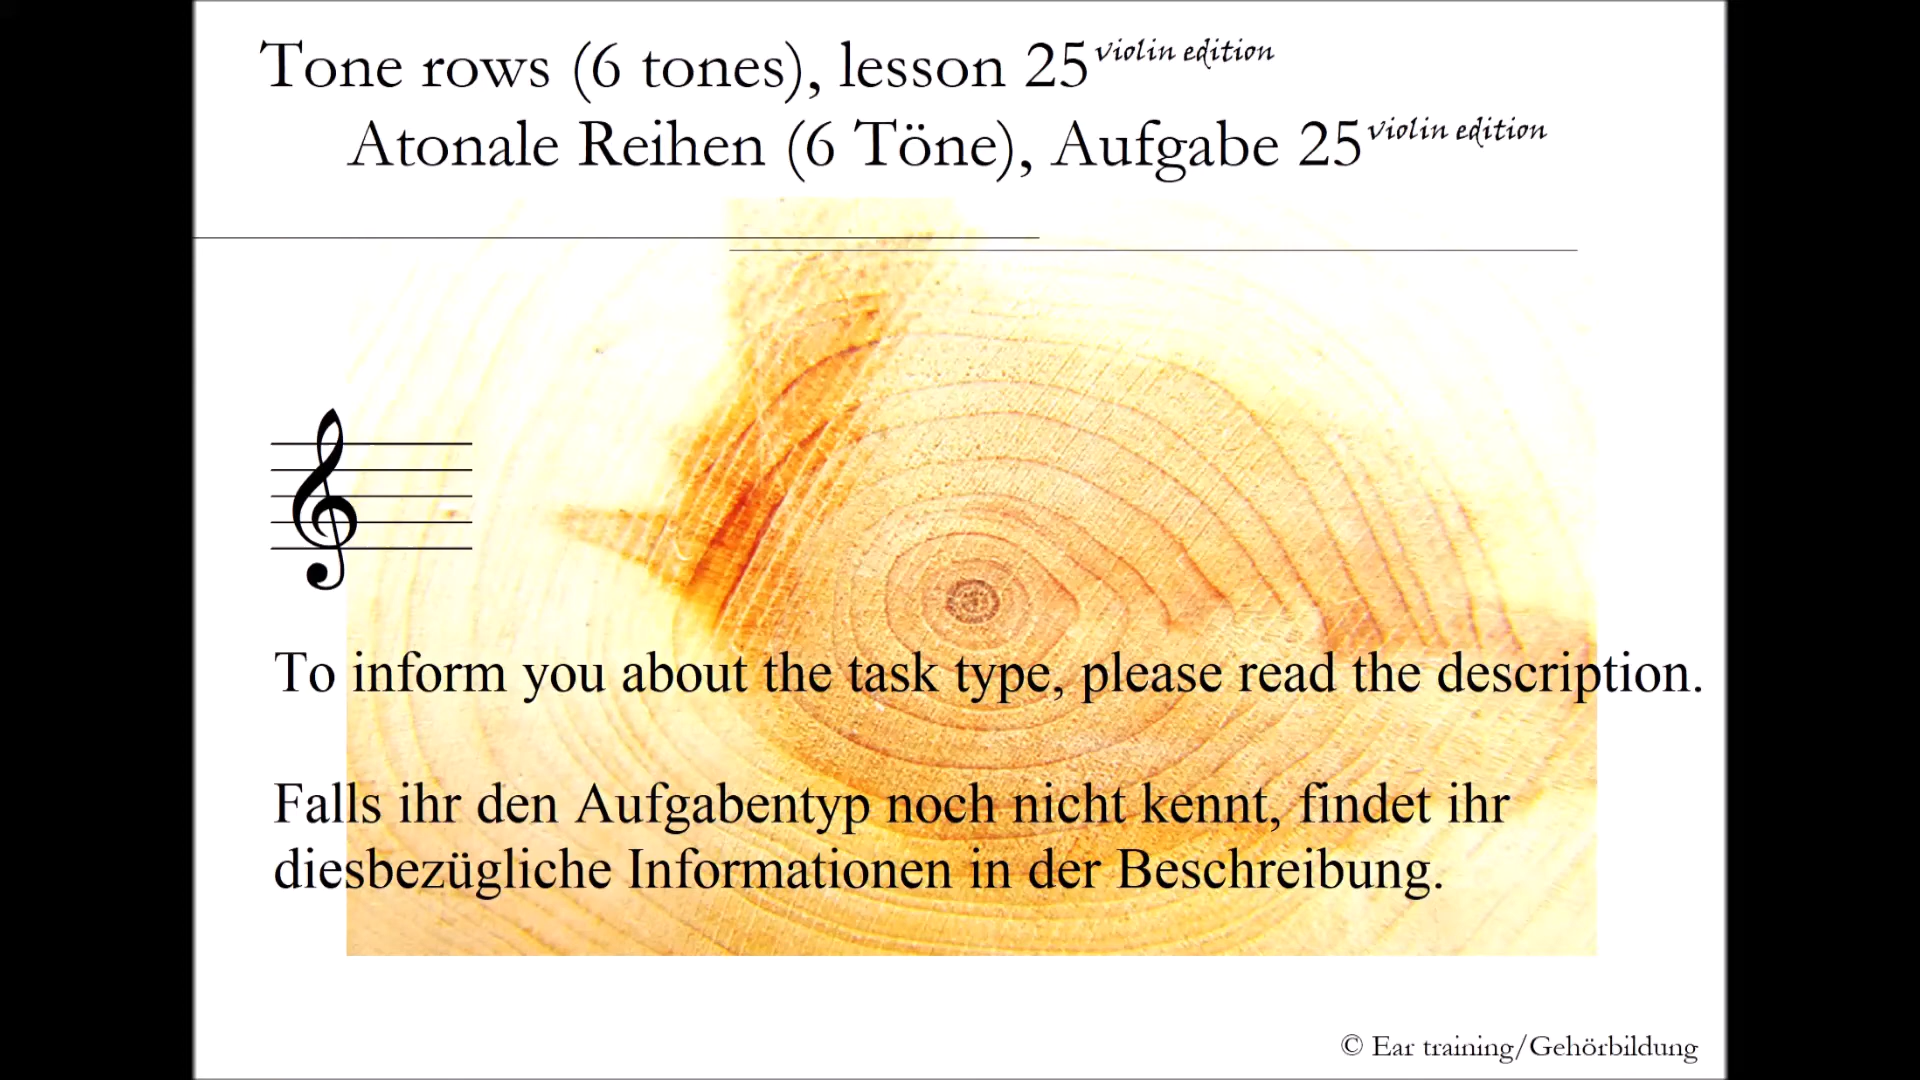 Tone rows (6 tones), lesson 25 violin edition
Atonale Reihen (6 Töne), Aufgabe 25 violin edition
To inform you about the task type, please read the description.
Falls ihr den Aufgabentyp noch nicht kennt, findet ihr
diesbezügliche Informationen in der Beschreibung.
© Ear training/Gehörbildung